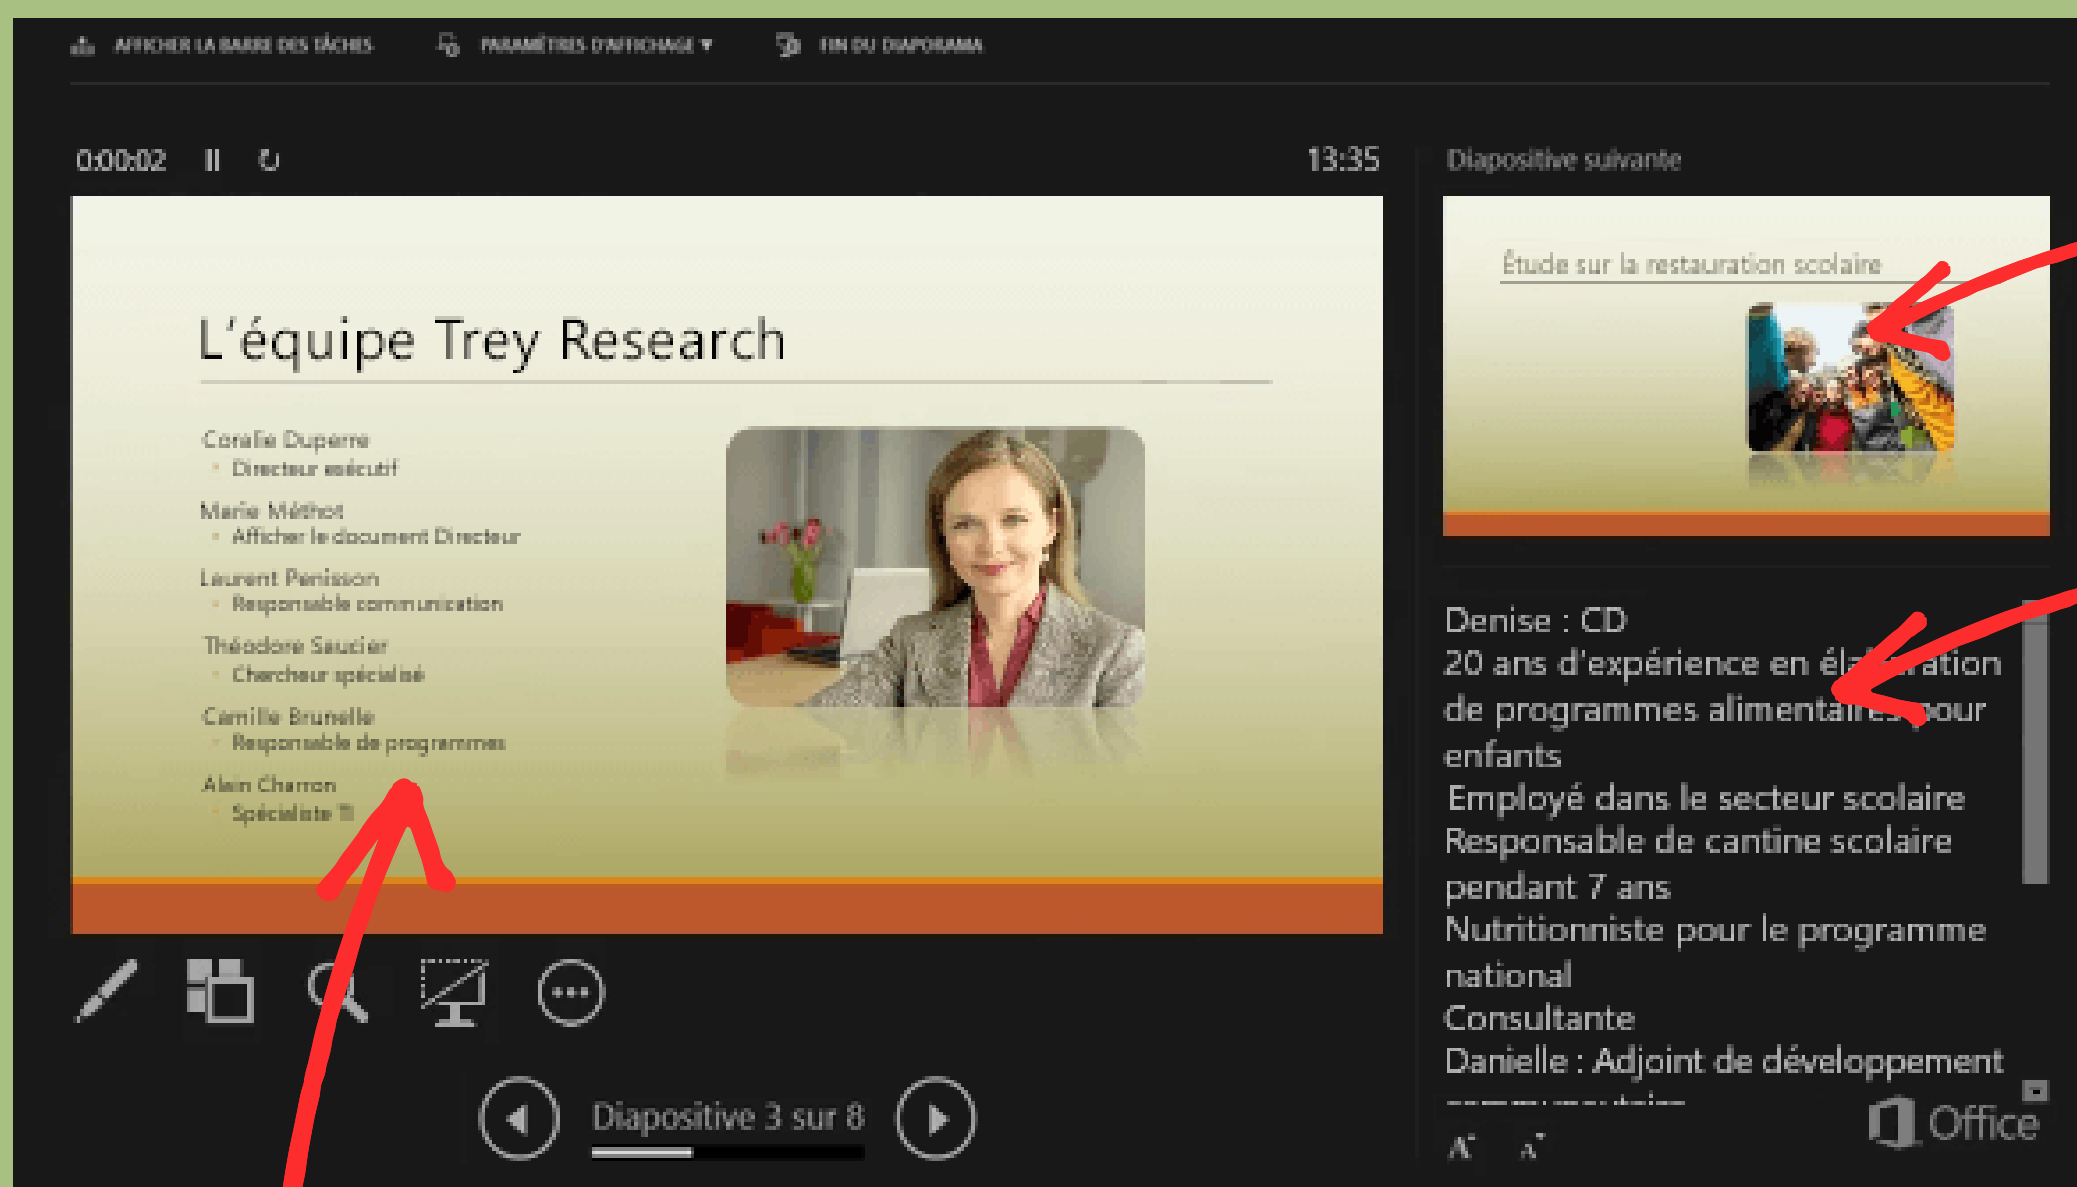 AFFICHER LA BARRE DES TÂCHES
PARAMÈTRES D'AFFICHAGE ▼
FIN DU DIAPORAMA
0:00:02
13:35
L'équipe Trey Research
Coralie Duperre
Directeur exécutif
Marie Méthot
Afficher le document Directeur
Laurent Penisson
Responsable communication
Théodore Saucier
Chercheur spécialisé
Camille Brunelle
Responsable de programmes
Alain Charron
Spécialiste TI
Diapositive 3 sur 8
Diapositive suivante
Étude sur la restauration scolaire
Denise : CD
20 ans d'expérience en élaboration
de programmes alimentaires pour
enfants
Employé dans le secteur scolaire
Responsable de cantine scolaire
pendant 7 ans
Nutritionniste pour le programme
national
Consultante
Danielle : Adjoint de développement
A A
Office